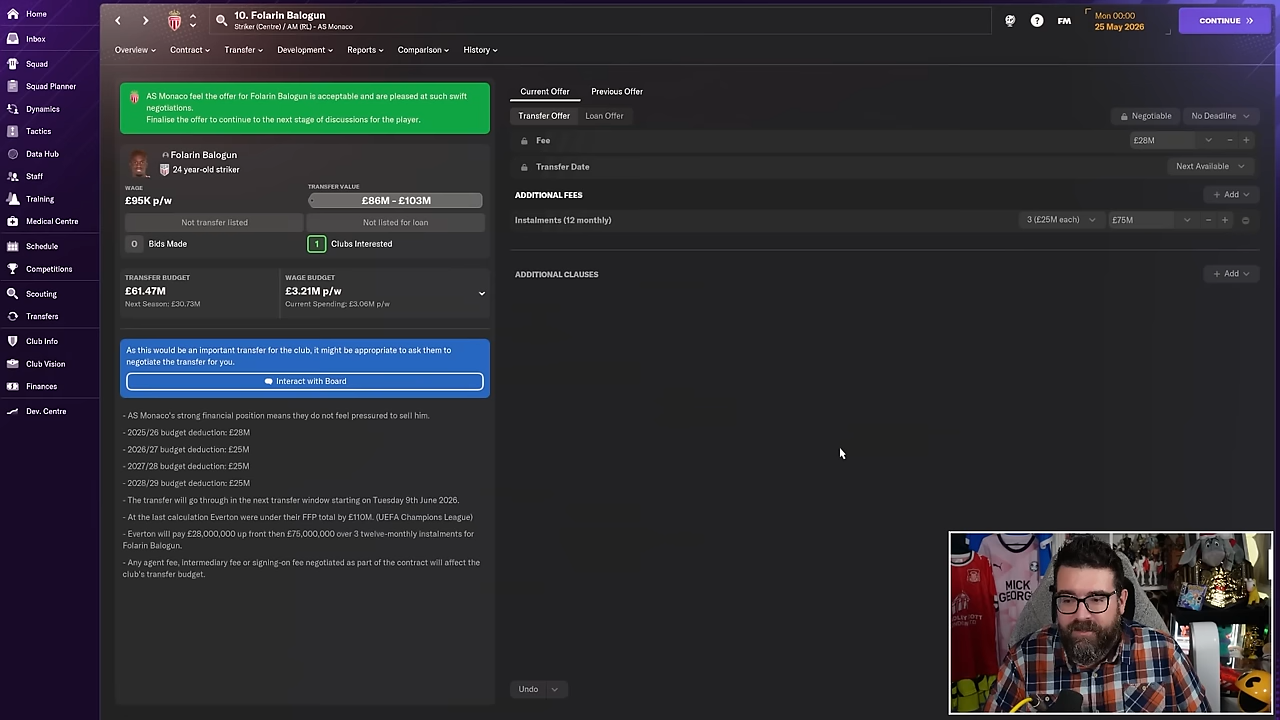 Home
Inbox
Squad
Squad Planner
Dynamics
Tactics
Data Hub
Staff
Training
Medical Centre
Schedule
Competitions
Scouting
Transfers
Club Info
Club Vision
Finances
Dev. Centre
10. Folarin Balogun
Striker (Centre) / AM (RL) - AS Monaco
FM
Mon 00:00
25 May 2026
CONTINUE
Overview
Contract
Transfer
Development
Reports
Comparison
History
AS Monaco feel the offer for Folarin Balogun is acceptable and are pleased at such swift
negotiations.
Finalise the offer to continue to the next stage of discussions for the player.
Folarin Balogun
24 year-old striker
WAGE
£95K p/w
TRANSFER VALUE
£86M - £103M
Not transfer listed
Not listed for loan
0 Bids Made
1 Clubs Interested
TRANSFER BUDGET
£61.47M
Next Season: £30.73M
WAGE BUDGET
£3.21M p/w
Current Spending: £3.06M p/w
As this would be an important transfer for the club, it might be appropriate to ask them to
negotiate the transfer for you.
Interact with Board
- AS Monaco's strong financial position means they do not feel pressured to sell him.
- 2025/26 budget deduction: £28M
- 2026/27 budget deduction: £25M
- 2027/28 budget deduction: £25M
- 2028/29 budget deduction: £25M
- The transfer will go through in the next transfer window starting on Tuesday 9th June 2026.
- At the last calculation Everton were under their FFP total by £110M. (UEFA Champions League)
- Everton will pay £28,000,000 up front then £75,000,000 over 3 twelve-monthly instalments for
Folarin Balogun.
- Any agent fee, intermediary fee or signing-on fee negotiated as part of the contract will affect the
club's transfer budget.
Current Offer
Previous Offer
Transfer Offer
Loan Offer
Negotiable
No Deadline
Fee
£28M
Transfer Date
Next Available
ADDITIONAL FEES
+ Add
Instalments (12 monthly)
3 (£25M each)
£75M
ADDITIONAL CLAUSES
+ Add
Undo
MICK
GEORGE